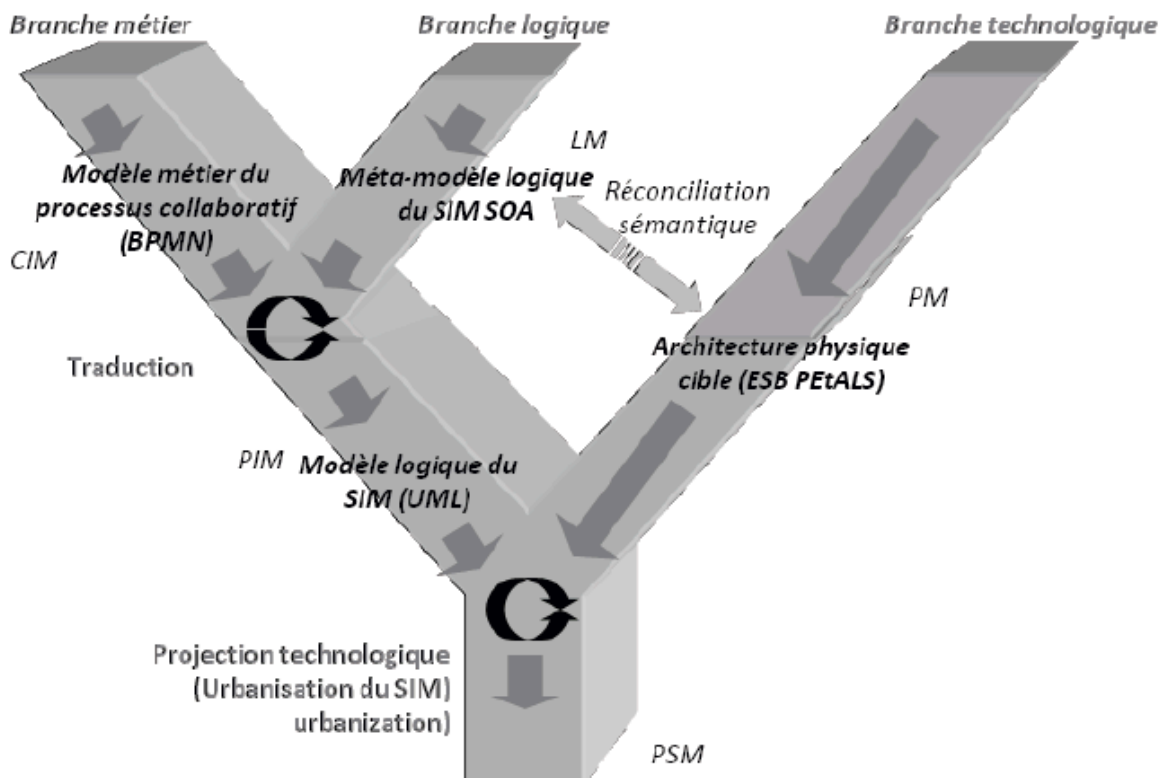 Branche métier
Branche logique
Branche technologique
LM
Modèle métier du
processus collaboratif
(BPMN)
Méta-modèle logique
du SIM SOA
Réconciliation
sémantique
CIM
PM
Traduction
Architecture physique
cible (ESB PEtALS)
PIM
Modèle logique du
SIM (UML)
Projection technologique
(Urbanisation du SIM)
urbanization)
PSM